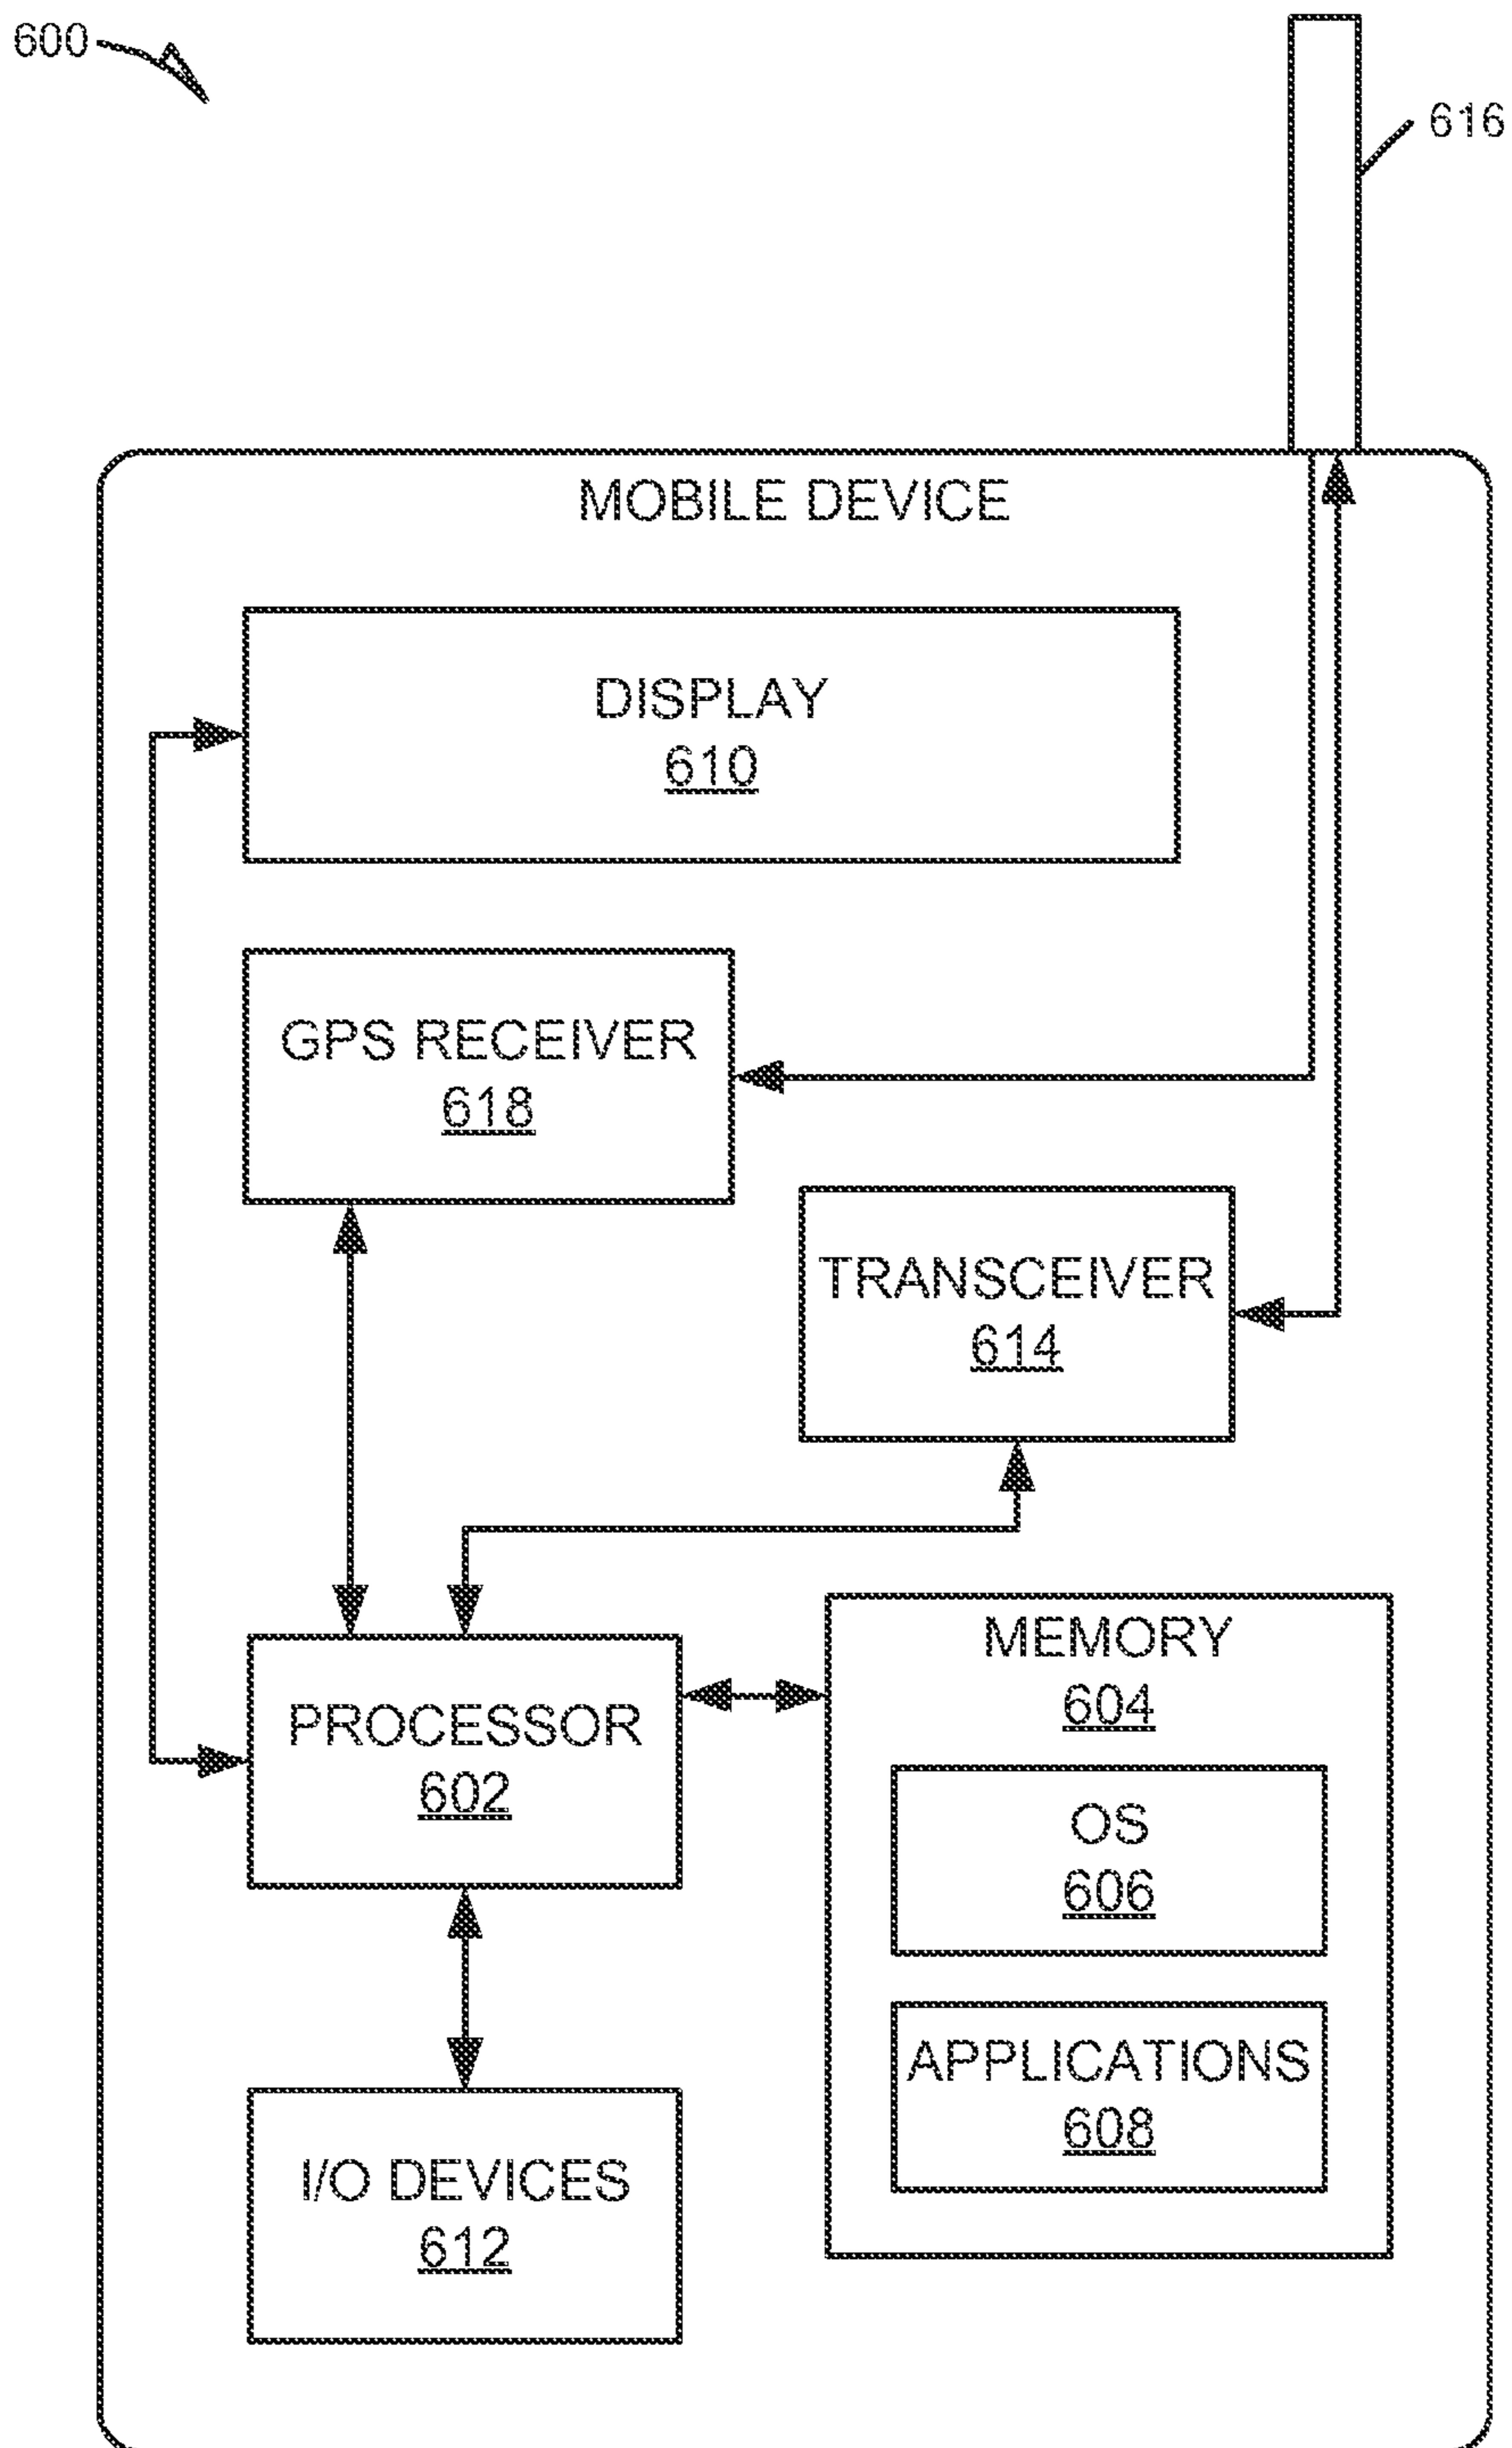 600
616
MOBILE DEVICE
DISPLAY
610
GPS RECEIVER
618
TRANSCEIVER
614
PROCESSOR
602
MEMORY
604
OS
606
APPLICATIONS
608
I/O DEVICES
612